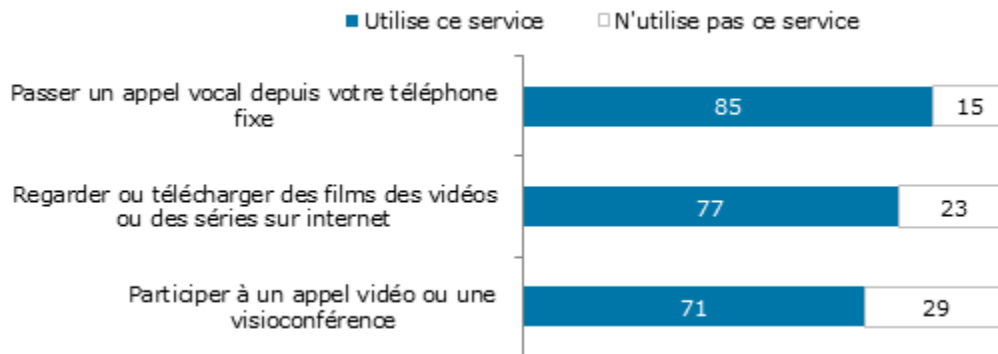 Utilise ce service N'utilise pas ce service
Passer un appel vocal depuis votre téléphone
fixe
85 15
Regarder ou télécharger des films des vidéos
ou des séries sur internet
77 23
Participer à un appel vidéo ou une
visioconférence
71 29